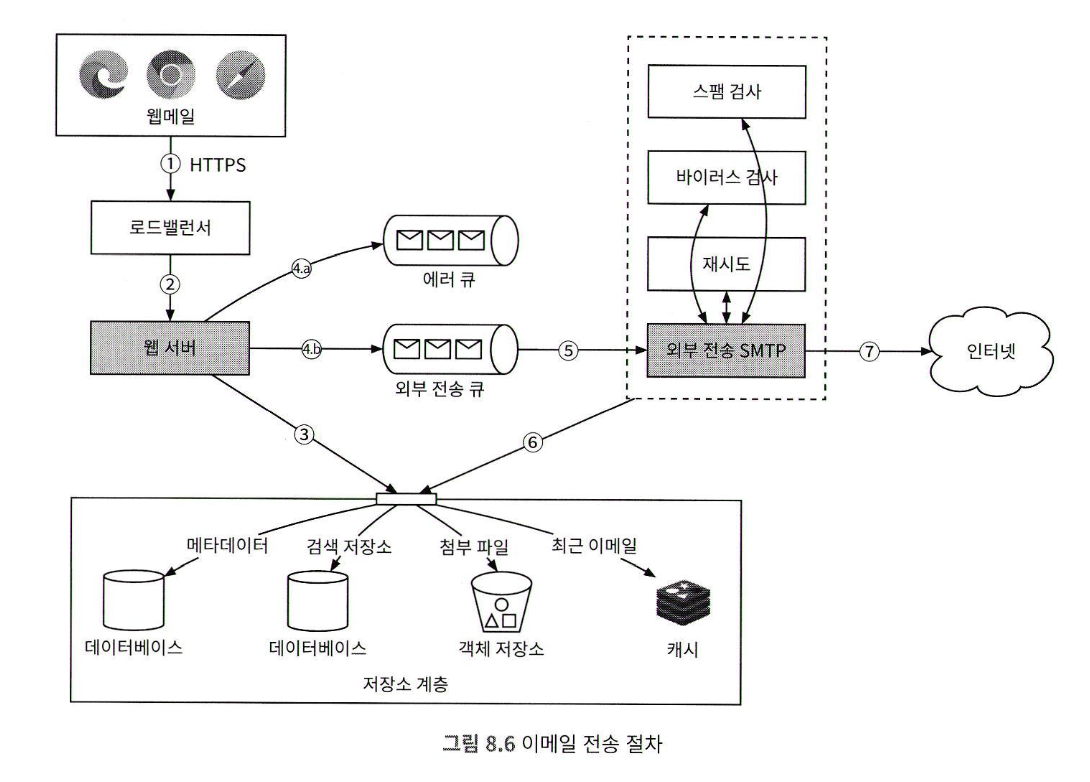 웹메일
① HTTPS
로드밸런서
②
웹 서버
4.a
에러 큐
4.b
외부 전송 큐
③
⑤
스팸 검사
바이러스 검사
재시도
외부 전송 SMTP
⑥
⑦
인터넷
메타데이터
검색 저장소
첨부 파일
최근 이메일
데이터베이스
데이터베이스
객체 저장소
캐시
저장소 계층
그림 8.6 이메일 전송 절차